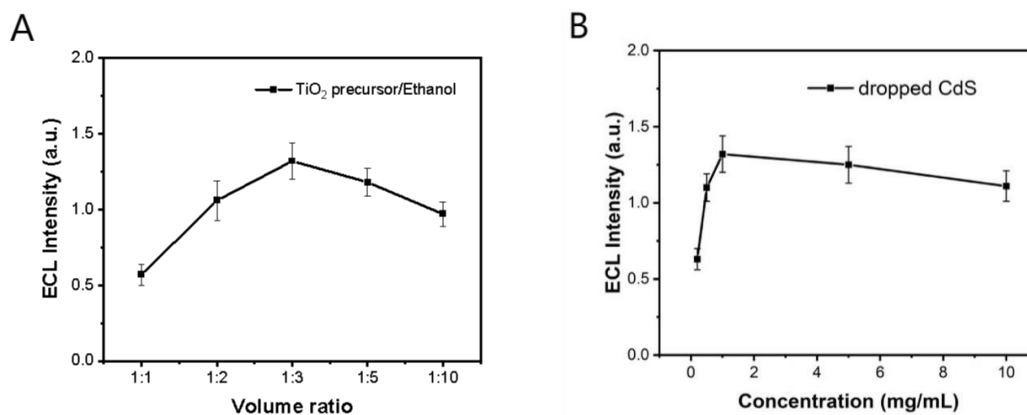 A
ECL Intensity (a.u.)
2.0
1.5
1.0
0.5
0.0
TiO₂ precursor/Ethanol
1:1 1:2 1:3 1:5 1:10
Volume ratio
B
ECL Intensity (a.u.)
2.0
1.5
1.0
0.5
0.0
dropped CdS
0 2 4 6 8 10
Concentration (mg/mL)